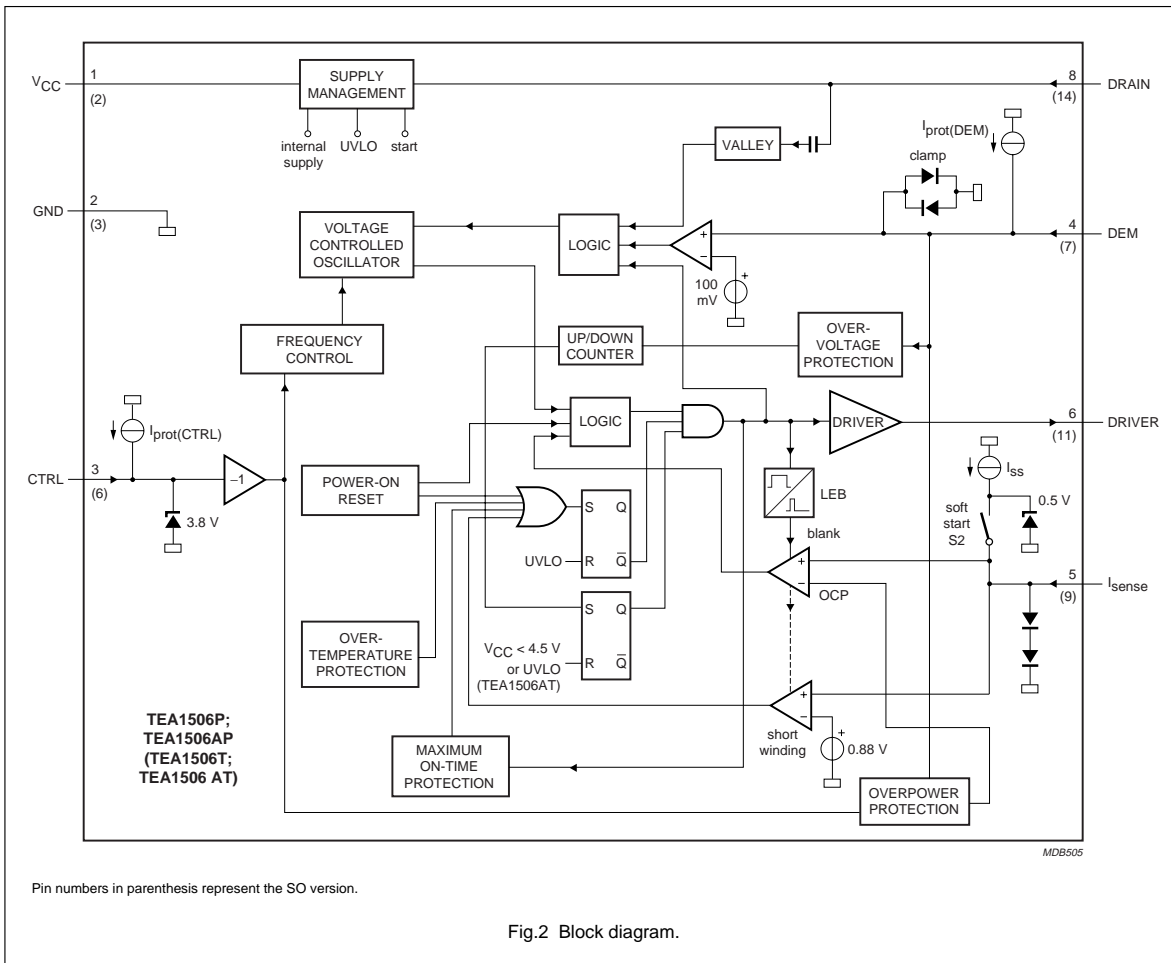 VCC
1
(2)
SUPPLY
MANAGEMENT
8
(14)
DRAIN
internal
supply
UVLO
start
VALLEY
Iprot(DEM)
clamp
GND
2
(3)
VOLTAGE
CONTROLLED
OSCILLATOR
LOGIC
+
−
100
mV
+
4
(7)
DEM
FREQUENCY
CONTROL
UP/DOWN
COUNTER
OVER-
VOLTAGE
PROTECTION
Iprot(CTRL)
LOGIC
DRIVER
6
(11)
DRIVER
CTRL
3
(6)
3.8 V
−1
POWER-ON
RESET
LEB
blank
Iss
0.5 V
soft
start
S2
S
Q
R
Q
UVLO
+
−
OCP
5
(9)
Isense
S
Q
R
Q
OVER-
TEMPERATURE
PROTECTION
VCC < 4.5 V
or UVLO
(TEA1506AT)
+
−
short
winding
+
0.88 V
TEA1506P;
TEA1506AP
(TEA1506T;
TEA1506 AT)
MAXIMUM
ON-TIME
PROTECTION
OVERPOWER
PROTECTION
MDB505
Pin numbers in parenthesis represent the SO version.
Fig.2 Block diagram.